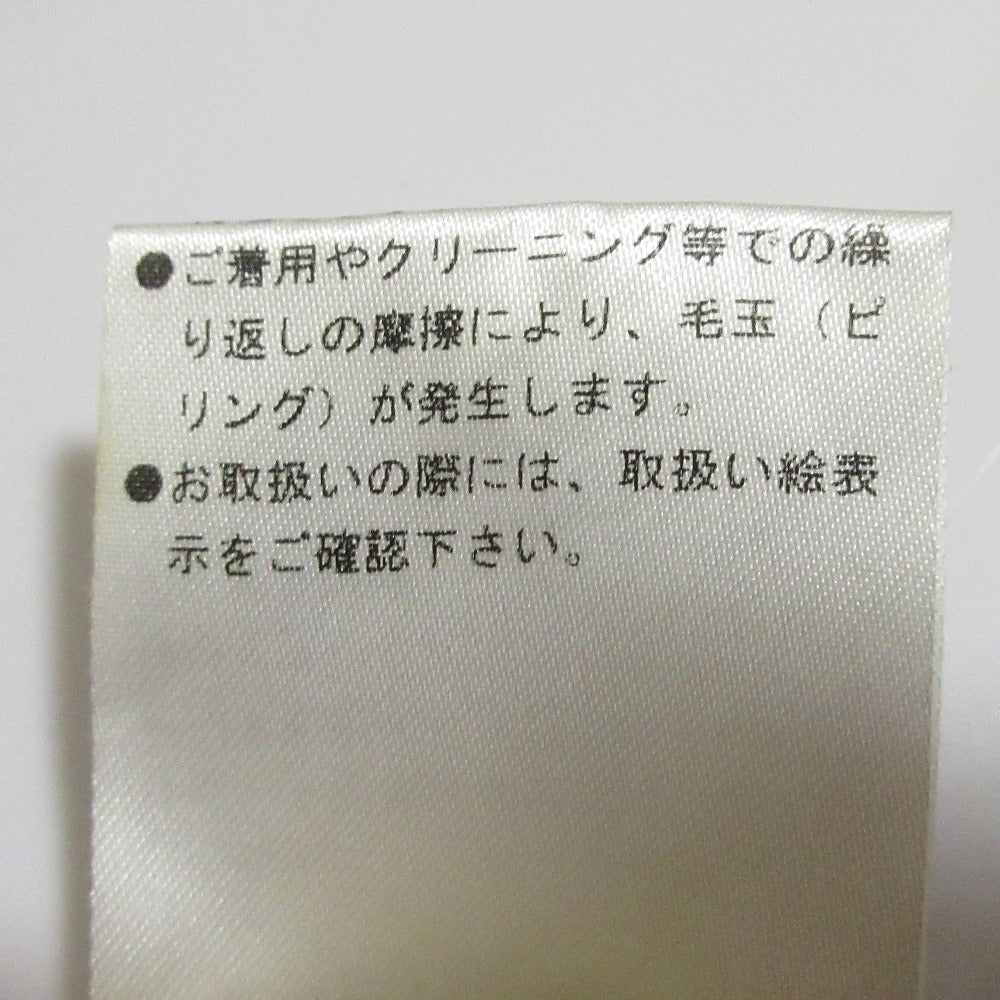 ●ご着用やクリーニング等での繰
り返しの摩擦により、毛玉（ピ
リング）が発生します。
●お取扱いの際には、取扱い絵表
示をご確認下さい。